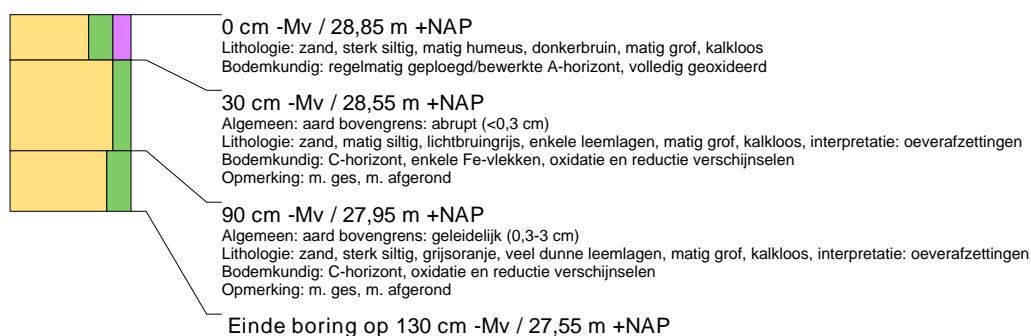 0 cm -Mv / 28,85 m +NAP
Lithologie: zand, sterk siltig, matig humeus, donkerbruin, matig grof, kalkloos
Bodemkundig: regelmatig geploegd/bewerkte A-horizont, volledig geoxideerd
30 cm -Mv / 28,55 m +NAP
Algemeen: aard bovengrens: abrupt (<0,3 cm)
Lithologie: zand, matig siltig, lichtbruingrijs, enkele leemlagen, matig grof, kalkloos, interpretatie: oeverafzettingen
Bodemkundig: C-horizont, enkele Fe-vlekken, oxidatie en reductie verschijnselen
Opmerking: m. ges, m. afgerond
90 cm -Mv / 27,95 m +NAP
Algemeen: aard bovengrens: geleidelijk (0,3-3 cm)
Lithologie: zand, sterk siltig, grijsoranje, veel dunne leemlagen, matig grof, kalkloos, interpretatie: oeverafzettingen
Bodemkundig: C-horizont, oxidatie en reductie verschijnselen
Opmerking: m. ges, m. afgerond
Einde boring op 130 cm -Mv / 27,55 m +NAP